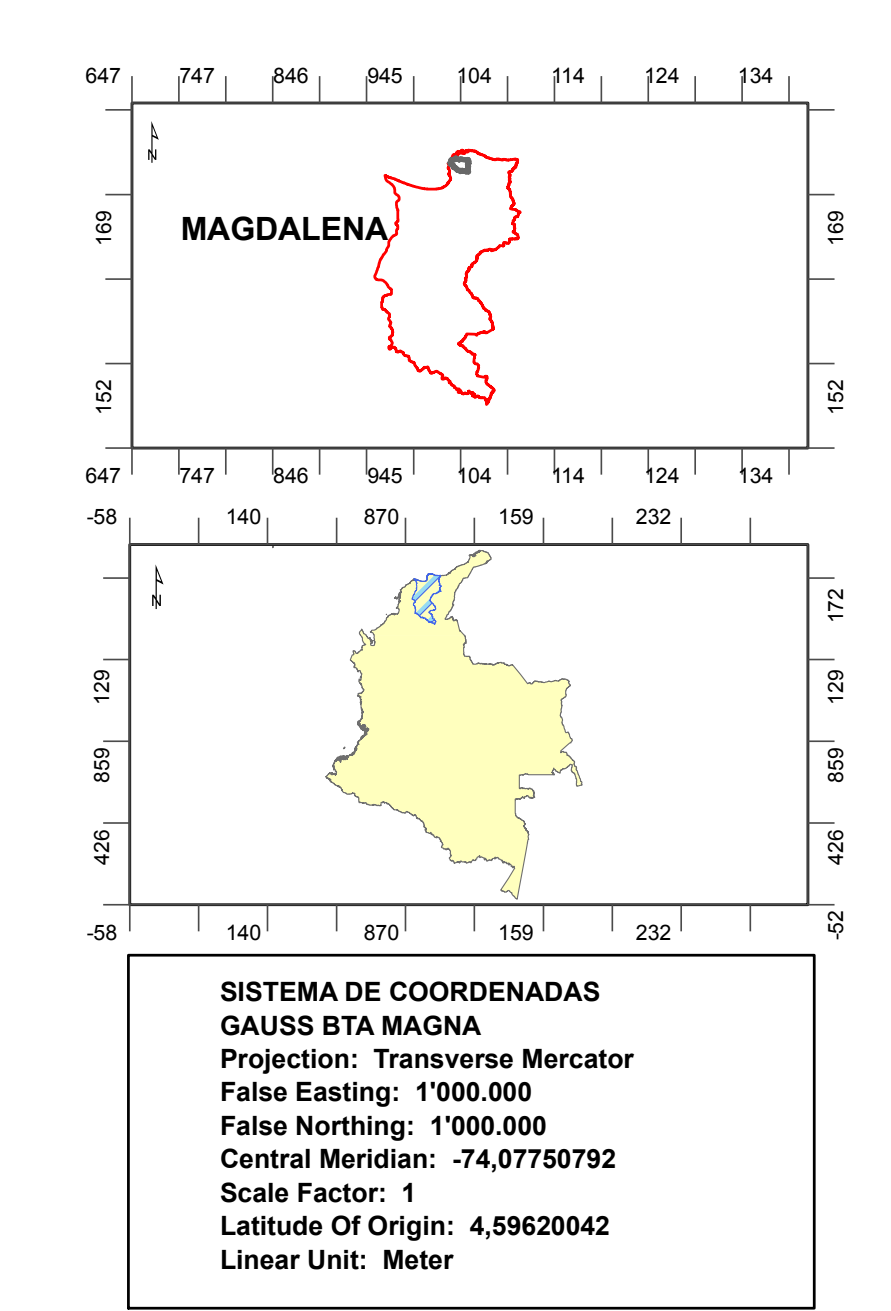 647 747 846 945 104 114 124 134
N
MAGDALENA
169 169
152 152
647 747 846 945 104 114 124 134
-58 140 870 159 232
N
172
129 129
859 859
426 426
-52
-58 140 870 159 232
SISTEMA DE COORDENADAS
GAUSS BTA MAGNA
Projection: Transverse Mercator
False Easting: 1'000.000
False Northing: 1'000.000
Central Meridian: -74,07750792
Scale Factor: 1
Latitude Of Origin: 4,59620042
Linear Unit: Meter